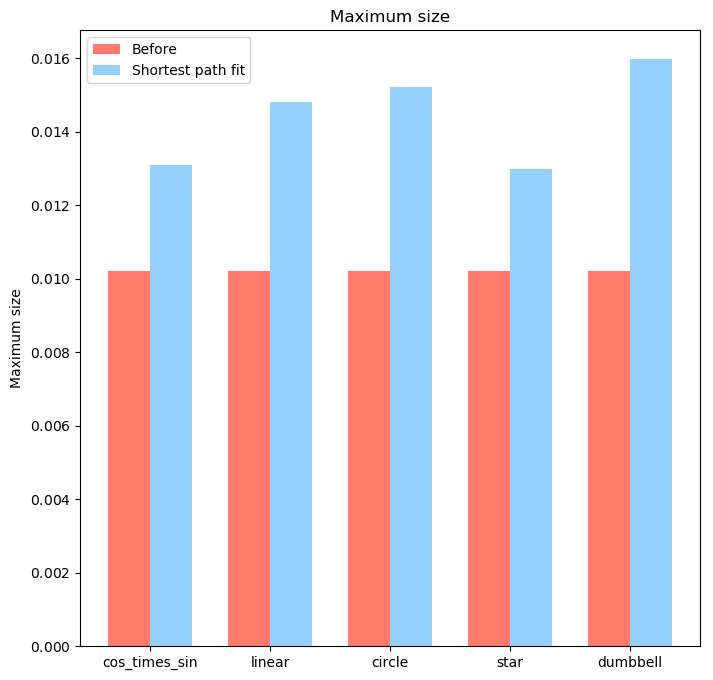 Maximum size
Before
Shortest path fit
0.016
0.014
0.012
0.010
0.008
0.006
0.004
0.002
0.000
Maximum size
cos_times_sin linear circle star dumbbell